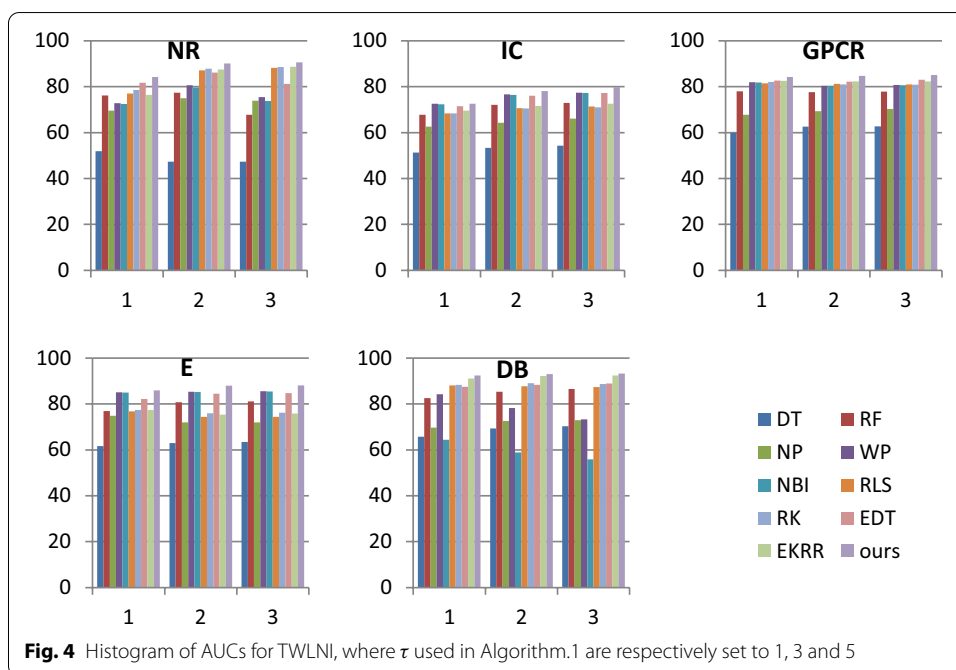 NR
100
80
60
40
20
0
1 2 3
IC
100
80
60
40
20
0
1 2 3
GPCR
100
80
60
40
20
0
1 2 3
E
100
80
60
40
20
0
1 2 3
DB
100
80
60
40
20
0
1 2 3
DT RF
NP WP
NBI RLS
RK EDT
EKRR ours
Fig. 4 Histogram of AUCs for TWLNI, where τ used in Algorithm.1 are respectively set to 1, 3 and 5